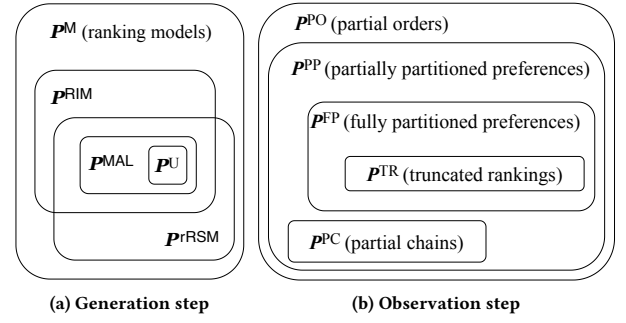 P^M (ranking models)
P^RIM
P^MAL
P^U
P^rRSM
(a) Generation step
P^PO (partial orders)
P^PP (partially partitioned preferences)
P^FP (fully partitioned preferences)
P^TR (truncated rankings)
P^PC (partial chains)
(b) Observation step